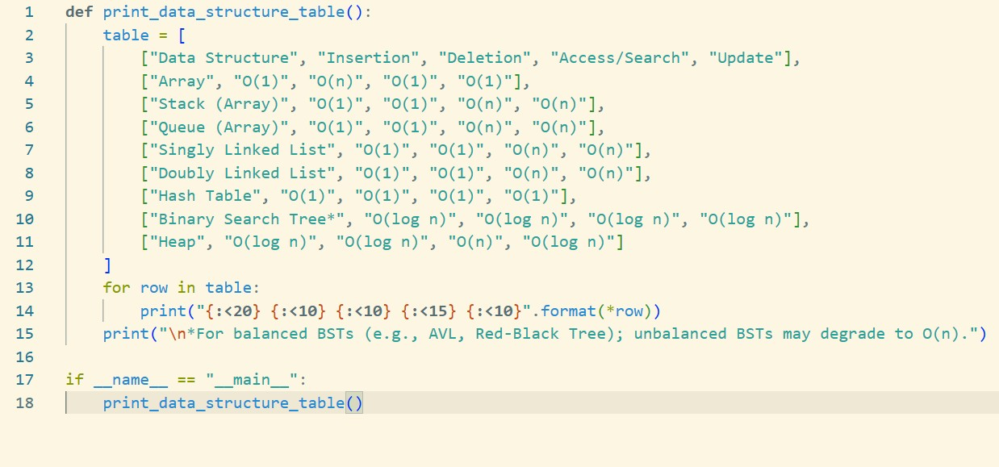 1 def print_data_structure_table():
2     table = [
3         ["Data Structure", "Insertion", "Deletion", "Access/Search", "Update"],
4         ["Array", "O(1)", "O(n)", "O(1)", "O(1)"],
5         ["Stack (Array)", "O(1)", "O(1)", "O(n)", "O(n)"],
6         ["Queue (Array)", "O(1)", "O(1)", "O(n)", "O(n)"],
7         ["Singly Linked List", "O(1)", "O(1)", "O(n)", "O(n)"],
8         ["Doubly Linked List", "O(1)", "O(1)", "O(n)", "O(n)"],
9         ["Hash Table", "O(1)", "O(1)", "O(1)", "O(1)"],
10         ["Binary Search Tree*", "O(log n)", "O(log n)", "O(log n)", "O(log n)"],
11         ["Heap", "O(log n)", "O(log n)", "O(n)", "O(log n)"]
12     ]
13     for row in table:
14         print("{:<20} {:<10} {:<10} {:<15} {:<10}".format(*row))
15     print("\n*For balanced BSTs (e.g., AVL, Red-Black Tree); unbalanced BSTs may degrade to O(n).")
16
17 if __name__ == "__main__":
18     print_data_structure_table()